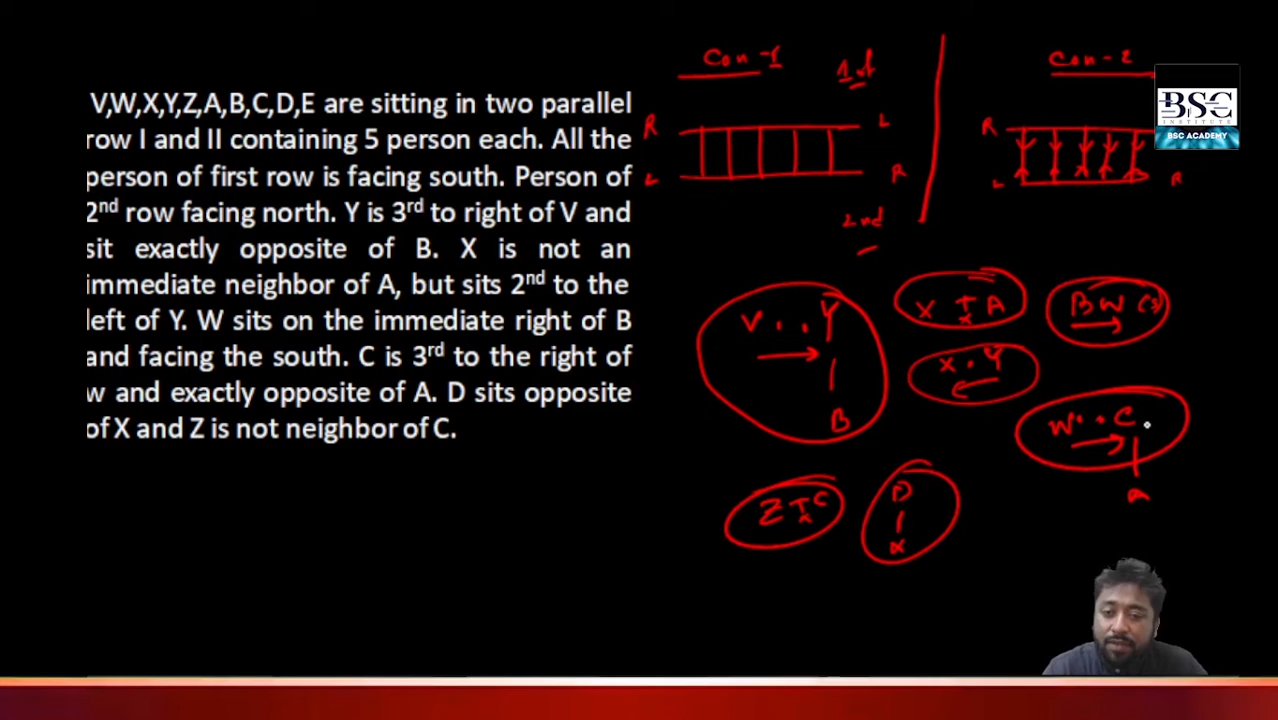 V,W,X,Y,Z,A,B,C,D,E are sitting in two parallel
row I and II containing 5 person each. All the
person of first row is facing south. Person of
2nd row facing north. Y is 3rd to right of V and
sit exactly opposite of B. X is not an
immediate neighbor of A, but sits 2nd to the
left of Y. W sits on the immediate right of B
and facing the south. C is 3rd to the right of
w and exactly opposite of A. D sits opposite
of X and Z is not neighbor of C.
Con-1
1st
Con-2
BSC
INSTITUTE
BSC ACADEMY
R
L
R
L
R
L
R
2nd
V . . Y
B
X A
B W (s)
X . Y
W . . C
A
Z C
D
X